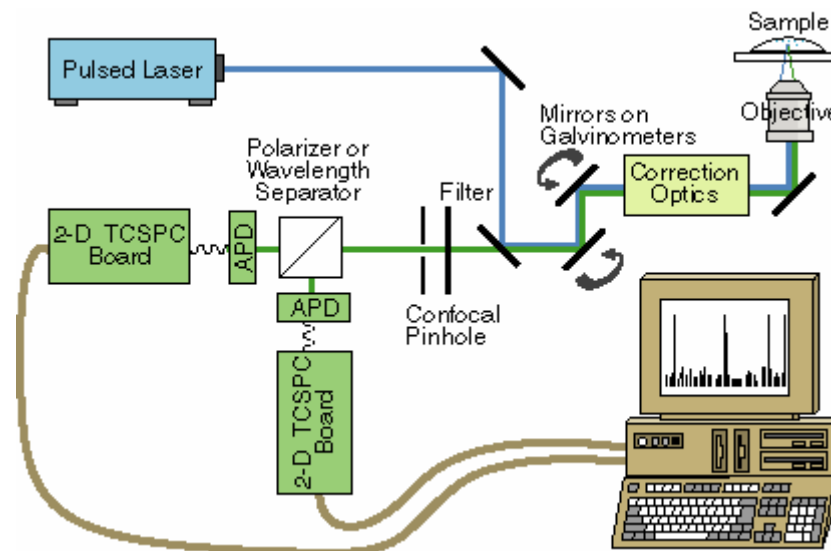 Sample
Pulsed Laser
Objective
Mirrors on
Galvinometers
Polarizer or
Wavelength
Separator
Filter
Correction
Optics
2-D TCSPC
Board
APD
APD
Confocal
Pinhole
2-D TCSPC
Board